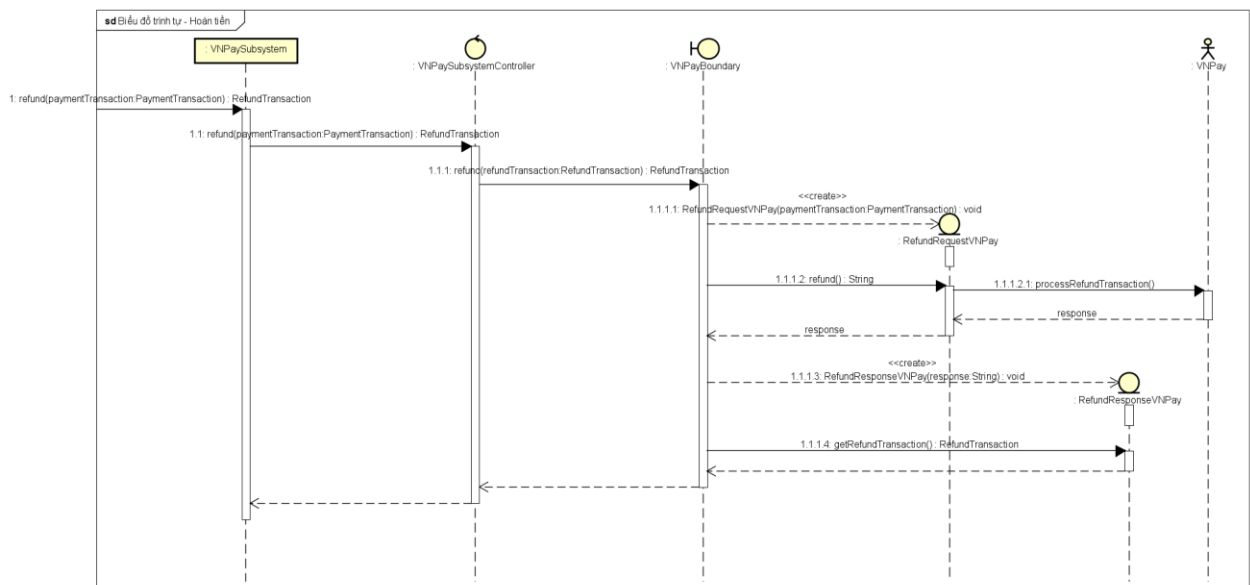 sd Biểu đồ trình tự - Hoàn tiền
: VNPaySubsystem
: VNPaySubsystemController
: VNPayBoundary
: VNPay
1: refund(paymentTransaction:PaymentTransaction) : RefundTransaction
1.1: refund(paymentTransaction:PaymentTransaction) : RefundTransaction
1.1.1: refund(refundTransaction:RefundTransaction) : RefundTransaction
<<create>>
1.1.1.1: RefundRequestVNPay(paymentTransaction:PaymentTransaction) : void
: RefundRequestVNPay
1.1.1.2: refund() : String
1.1.1.2.1: processRefundTransaction()
response
response
<<create>>
1.1.1.3: RefundResponseVNPay(response:String) : void
: RefundResponseVNPay
1.1.1.4: getRefundTransaction() : RefundTransaction